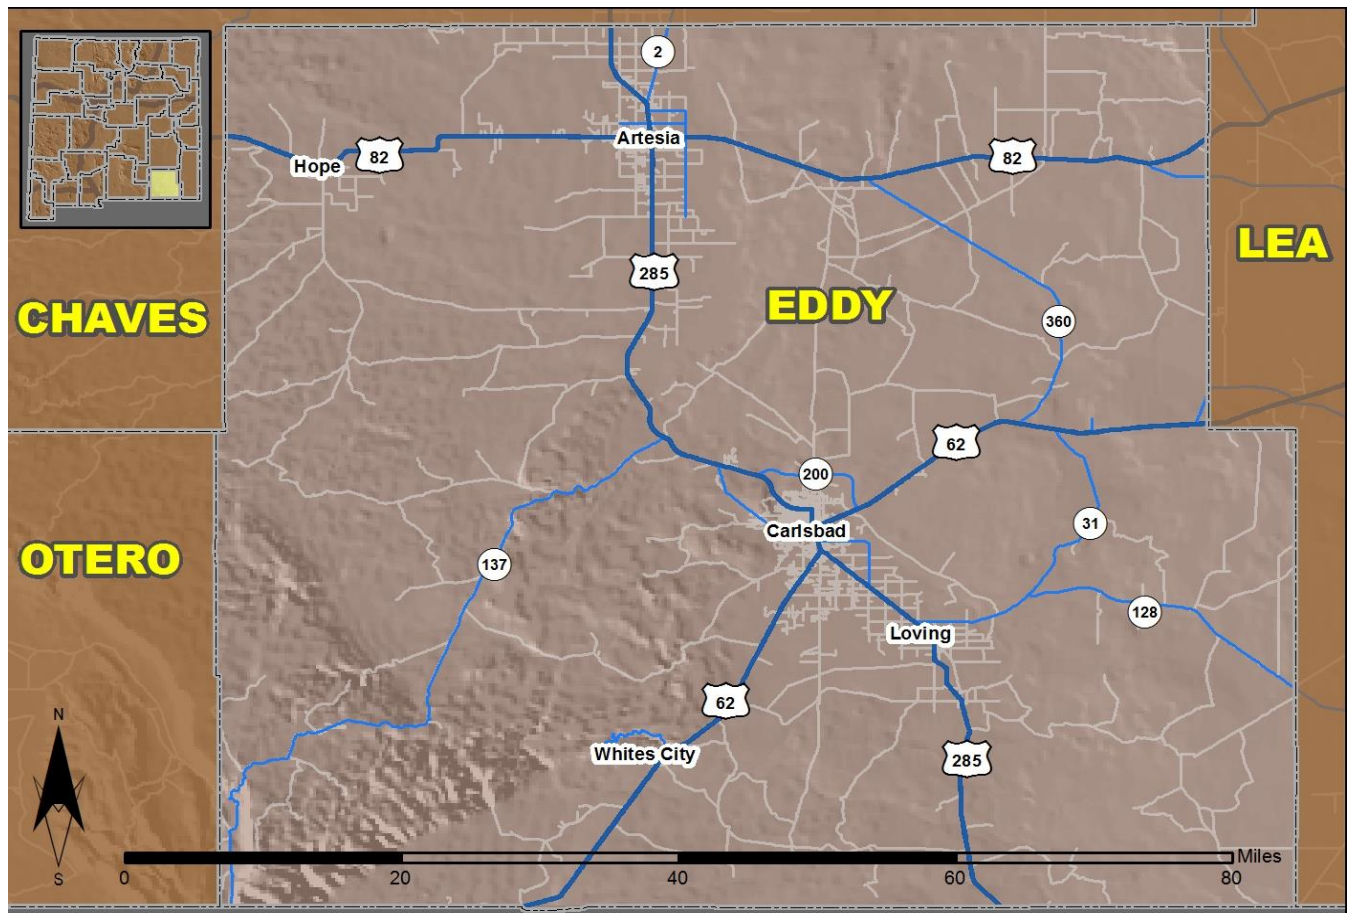 2
Artesia
82
82
Hope
LEA
285
EDDY
CHAVES
360
62
200
31
Carlsbad
OTERO
137
128
Loving
62
Whites City
285
N
S
Miles
0 20 40 60 80